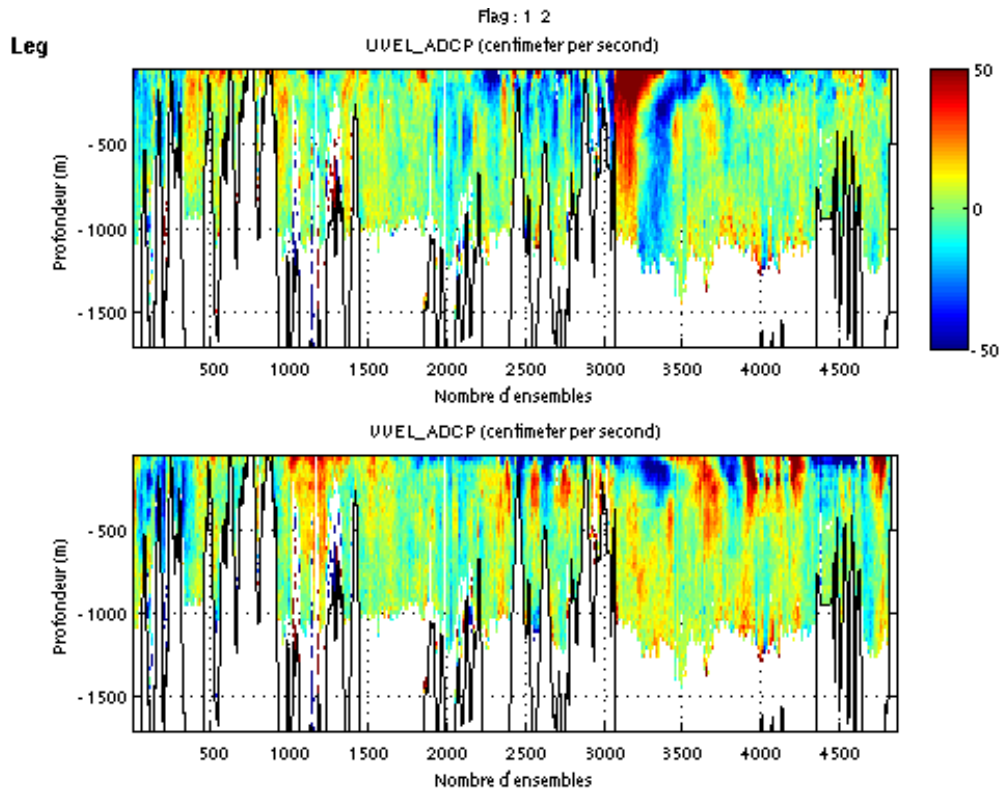 Flag : 1 2
Leg
UVEL_ADCP (centimeter per second)
Profondeur (m)
-500
-1000
-1500
500 1000 1500 2000 2500 3000 3500 4000 4500
Nombre d'ensembles
50
0
-50
VVEL_ADCP (centimeter per second)
Profondeur (m)
-500
-1000
-1500
500 1000 1500 2000 2500 3000 3500 4000 4500
Nombre d'ensembles